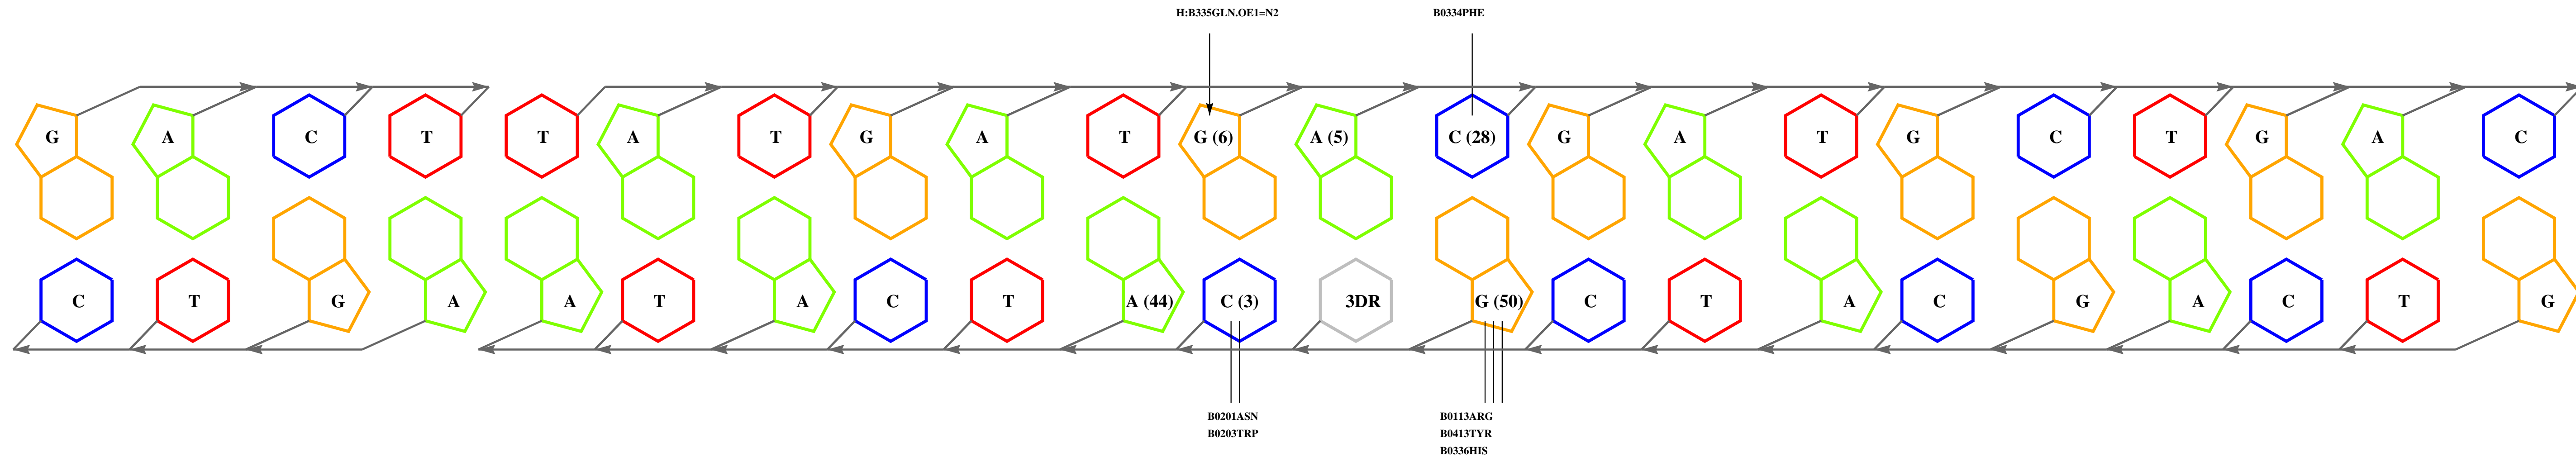 H:B335GLN.OE1=N2 B0334PHE
G A C T T A T G A T G (6) A (5) C (28) G A T G C T G A C
C T G A A T A C T A (44) C (3) 3DR G (50) C T A C G A C T G
B0201ASN B0113ARG
B0203TRP B0413TYR
B0336HIS